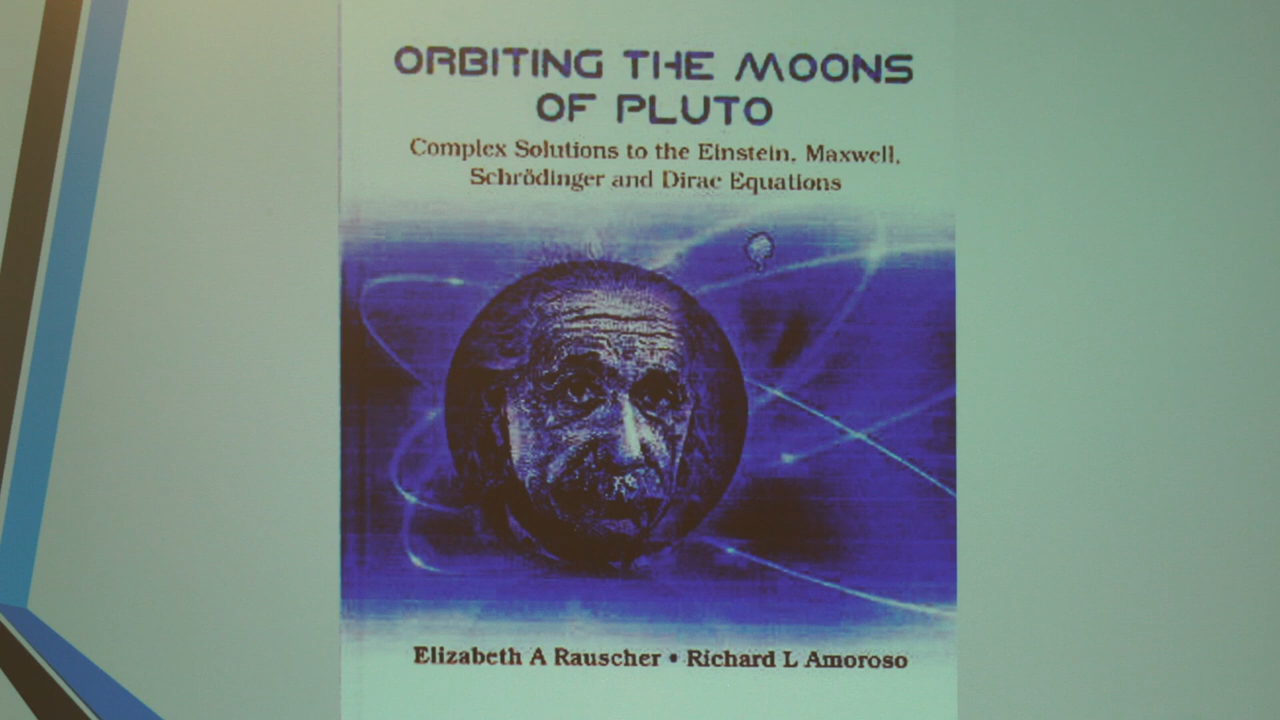 ORBITING THE MOONS
OF PLUTO
Complex Solutions to the Einstein, Maxwell,
Schrödinger and Dirac Equations
Elizabeth A Rauscher • Richard L Amoroso